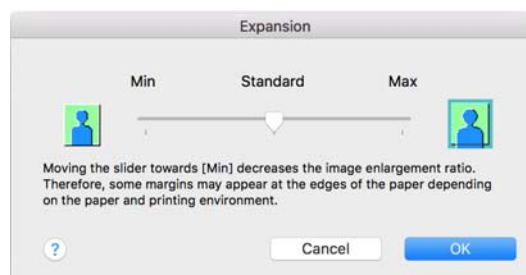 Expansion
Min Standard Max
Moving the slider towards [Min] decreases the image enlargement ratio.
Therefore, some margins may appear at the edges of the paper depending
on the paper and printing environment.
? Cancel OK